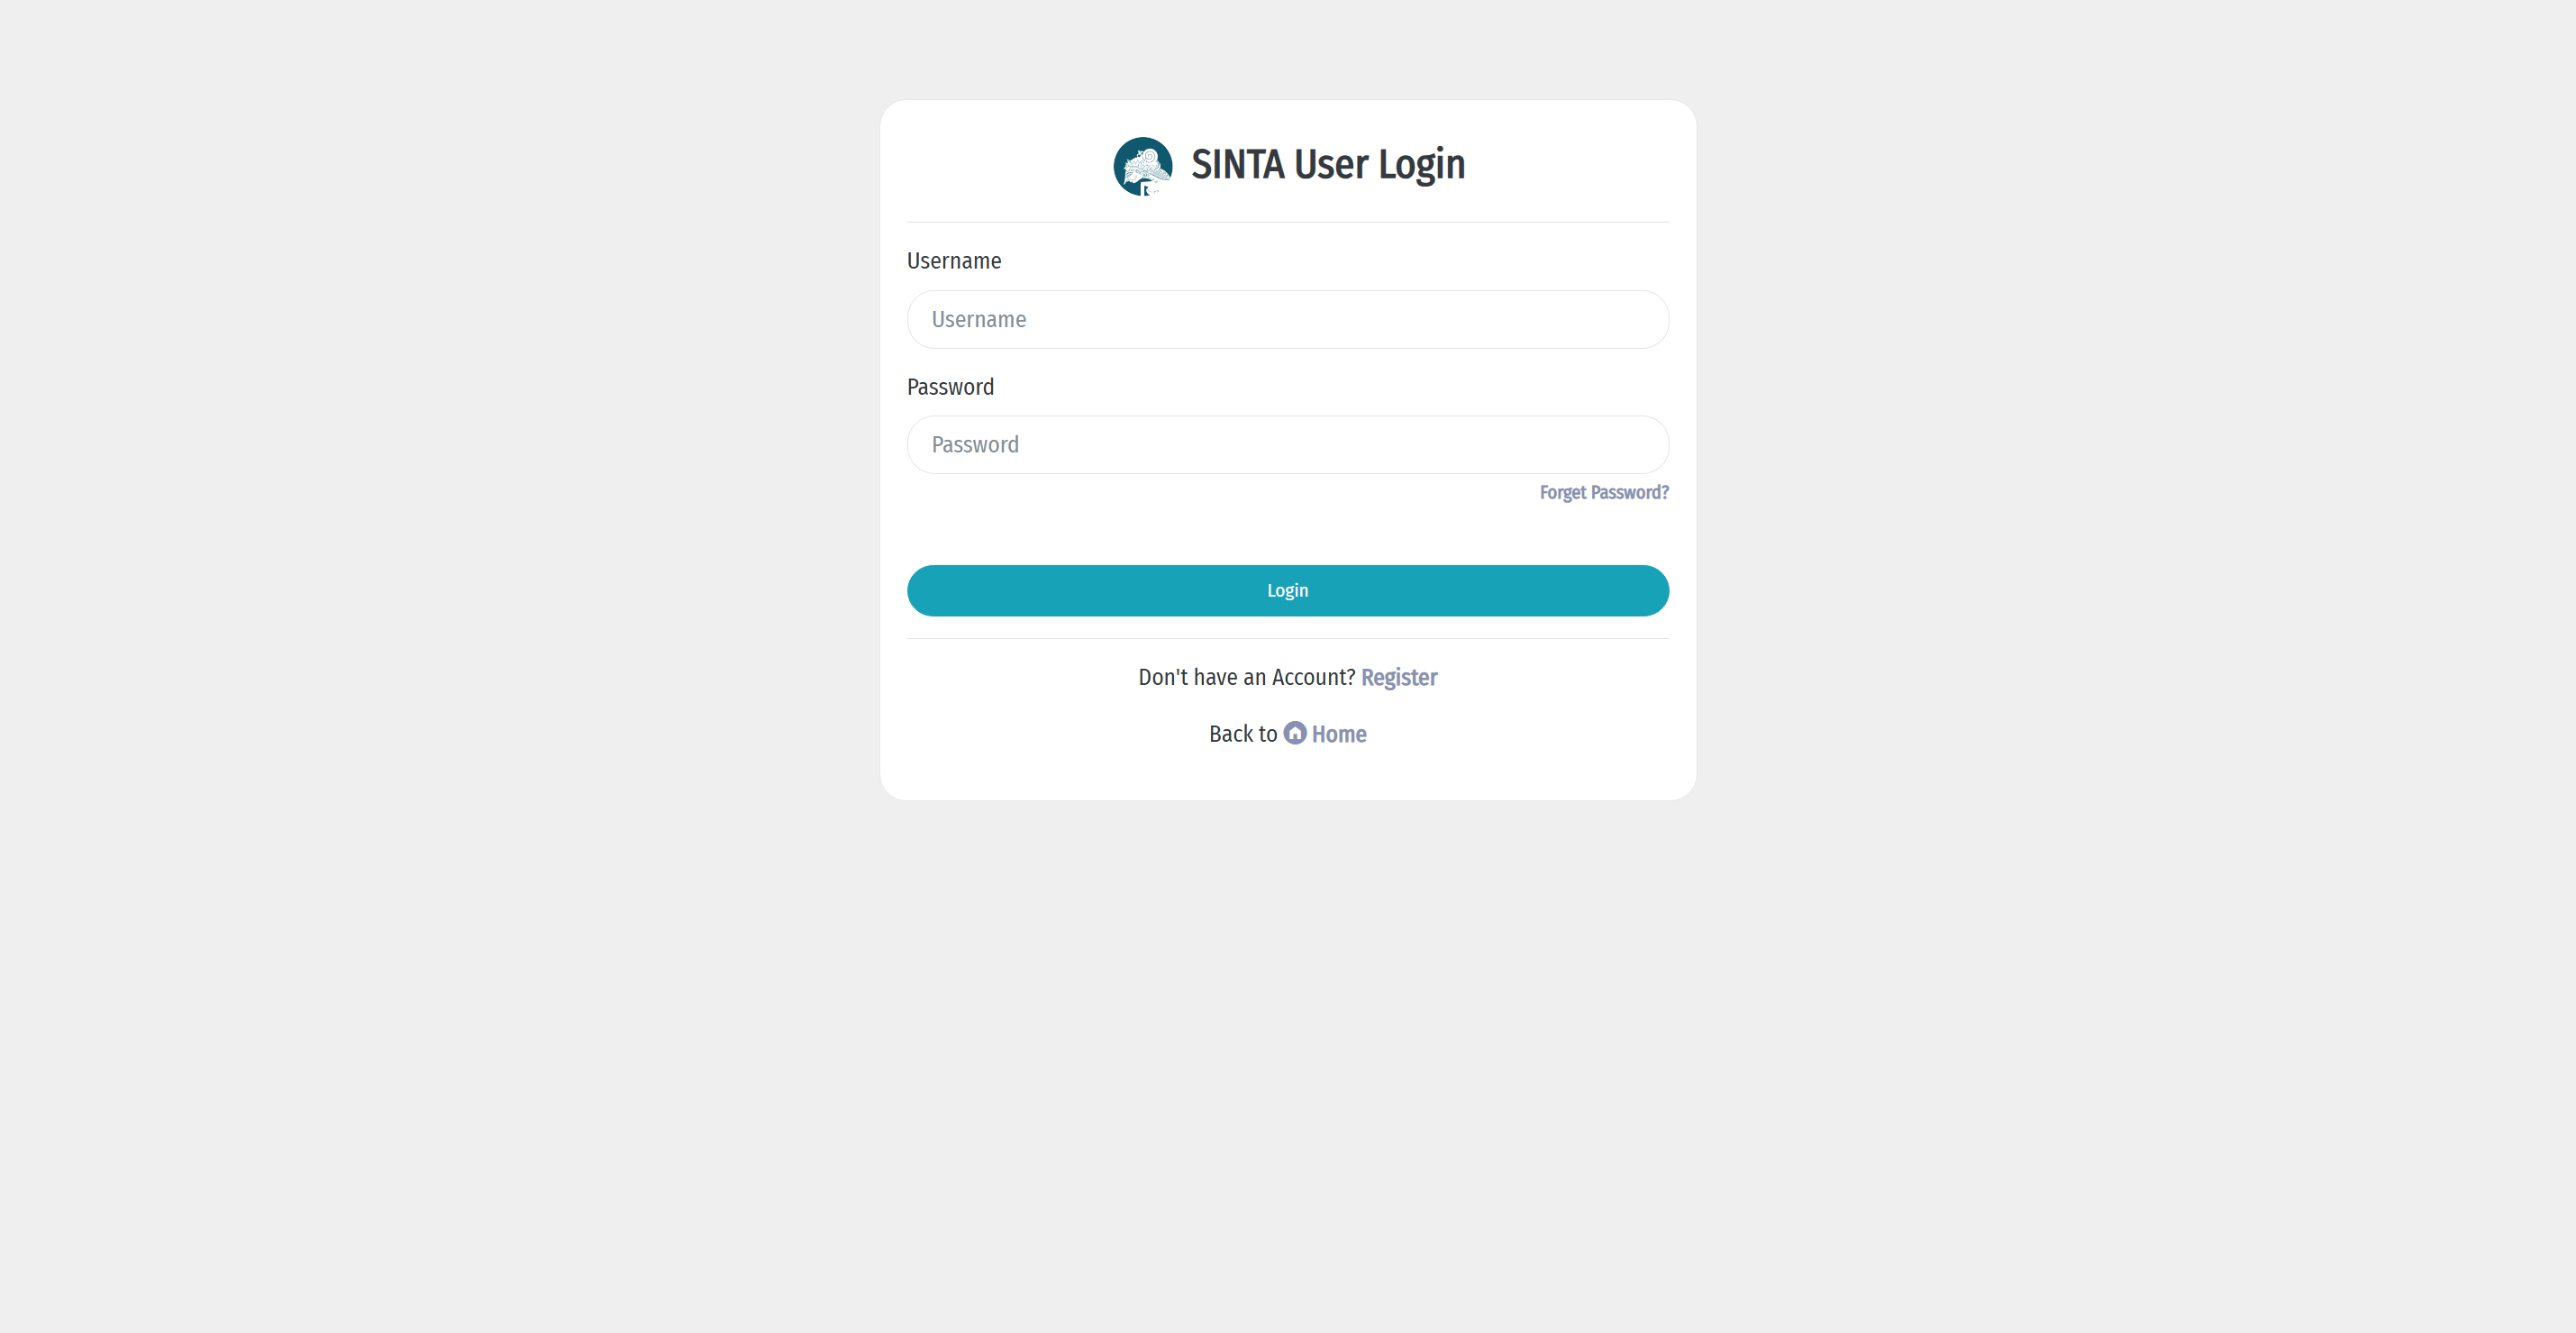 SINTA User Login
Username
Username
Password
Password
Forget Password?
Login
Don't have an Account? Register
Back to Home